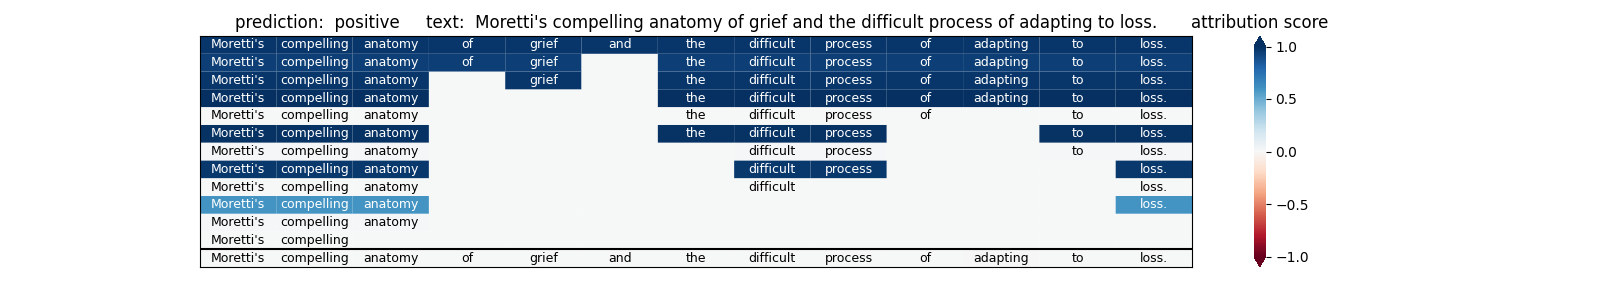 prediction: positive text: Moretti's compelling anatomy of grief and the difficult process of adapting to loss. attribution score
Moretti's compelling anatomy of grief and the difficult process of adapting to loss.
Moretti's compelling anatomy of grief the difficult process of adapting to loss.
Moretti's compelling anatomy grief the difficult process of adapting to loss.
Moretti's compelling anatomy the difficult process of adapting to loss.
Moretti's compelling anatomy the difficult process of to loss.
Moretti's compelling anatomy the difficult process to loss.
Moretti's compelling anatomy difficult process to loss.
Moretti's compelling anatomy difficult process loss.
Moretti's compelling anatomy difficult loss.
Moretti's compelling anatomy loss.
Moretti's compelling anatomy
Moretti's compelling
Moretti's compelling anatomy of grief and the difficult process of adapting to loss.
1.0
0.5
0.0
−0.5
−1.0